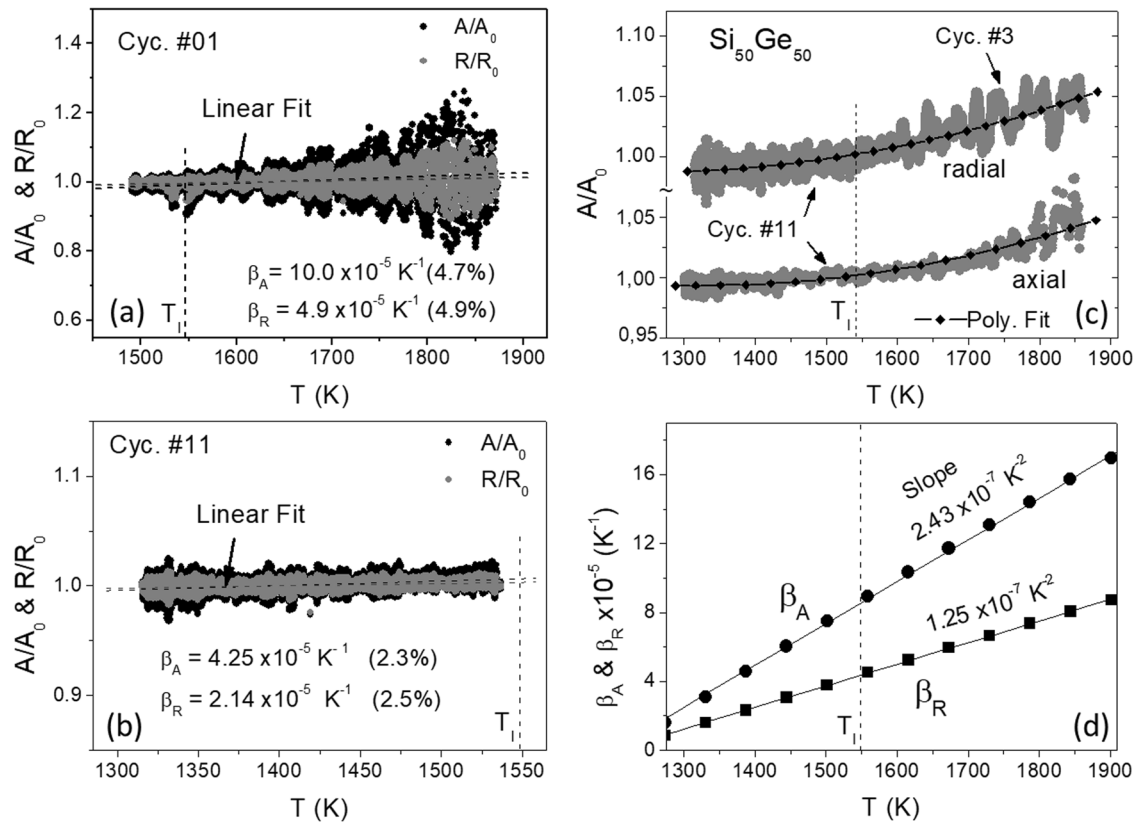 Cyc. #01
A/A0
R/R0
Linear Fit
βA = 10.0 x10-5 K-1 (4.7%)
βR = 4.9 x10-5 K-1 (4.9%)
(a)
Tl
A/A0 & R/R0
1.4
1.2
1.0
0.8
0.6
1500 1600 1700 1800 1900
T (K)
Si50Ge50
Cyc. #3
radial
Cyc. #11
axial
Tl
Poly. Fit
(c)
A/A0
1.10
1.05
1.00
1,05
1.00
0,95
1300 1400 1500 1600 1700 1800 1900
T (K)
Cyc. #11
A/A0
R/R0
Linear Fit
βA = 4.25 x10-5 K-1 (2.3%)
βR = 2.14 x10-5 K-1 (2.5%)
(b)
Tl
A/A0 & R/R0
1.1
1.0
0.9
1300 1350 1400 1450 1500 1550
T (K)
Slope
2.43 x10-7 K-2
βA
1.25 x10-7 K-2
βR
Tl
(d)
βA & βR x10-5 (K-1)
16
12
8
4
0
1300 1400 1500 1600 1700 1800 1900
T (K)